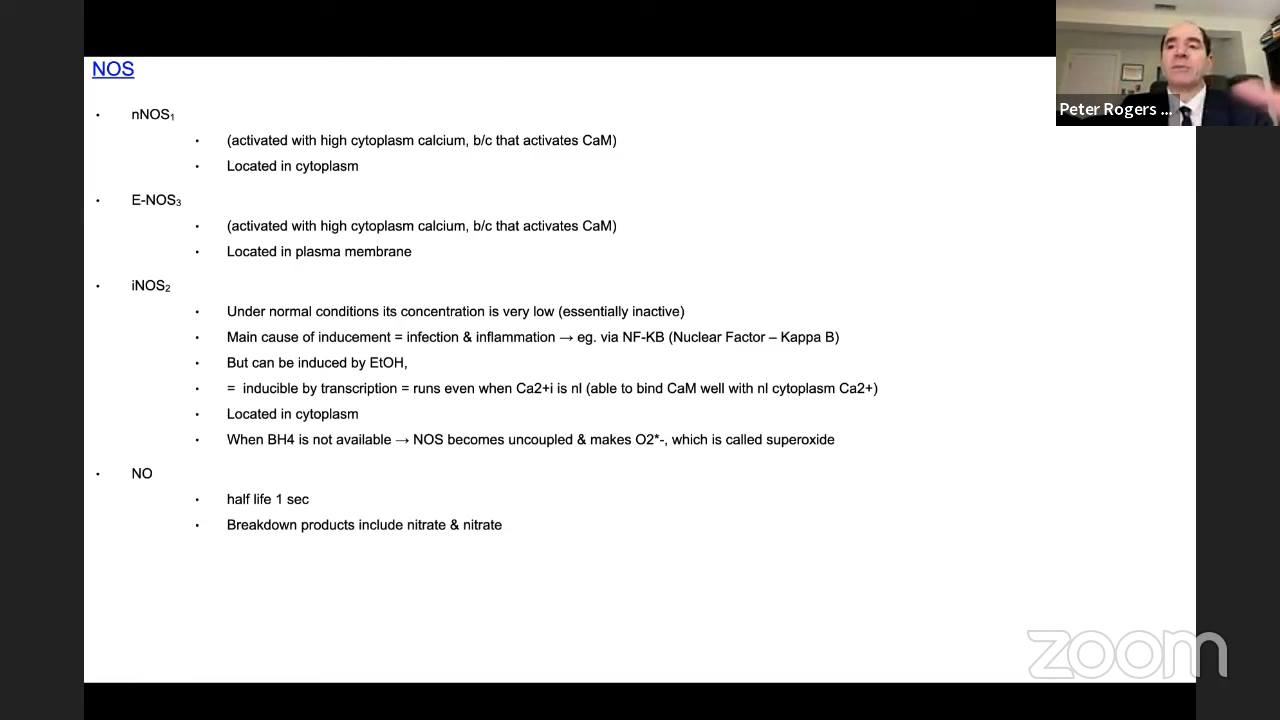 NOS
• nNOS₁
• (activated with high cytoplasm calcium, b/c that activates CaM)
• Located in cytoplasm
• E-NOS₃
• (activated with high cytoplasm calcium, b/c that activates CaM)
• Located in plasma membrane
• iNOS₂
• Under normal conditions its concentration is very low (essentially inactive)
• Main cause of inducement = infection & inflammation → eg. via NF-KB (Nuclear Factor – Kappa B)
• But can be induced by EtOH,
• = inducible by transcription = runs even when Ca2+i is nl (able to bind CaM well with nl cytoplasm Ca2+)
• Located in cytoplasm
• When BH4 is not available → NOS becomes uncoupled & makes O2*-, which is called superoxide
• NO
• half life 1 sec
• Breakdown products include nitrate & nitrate
Peter Rogers ...
zoom